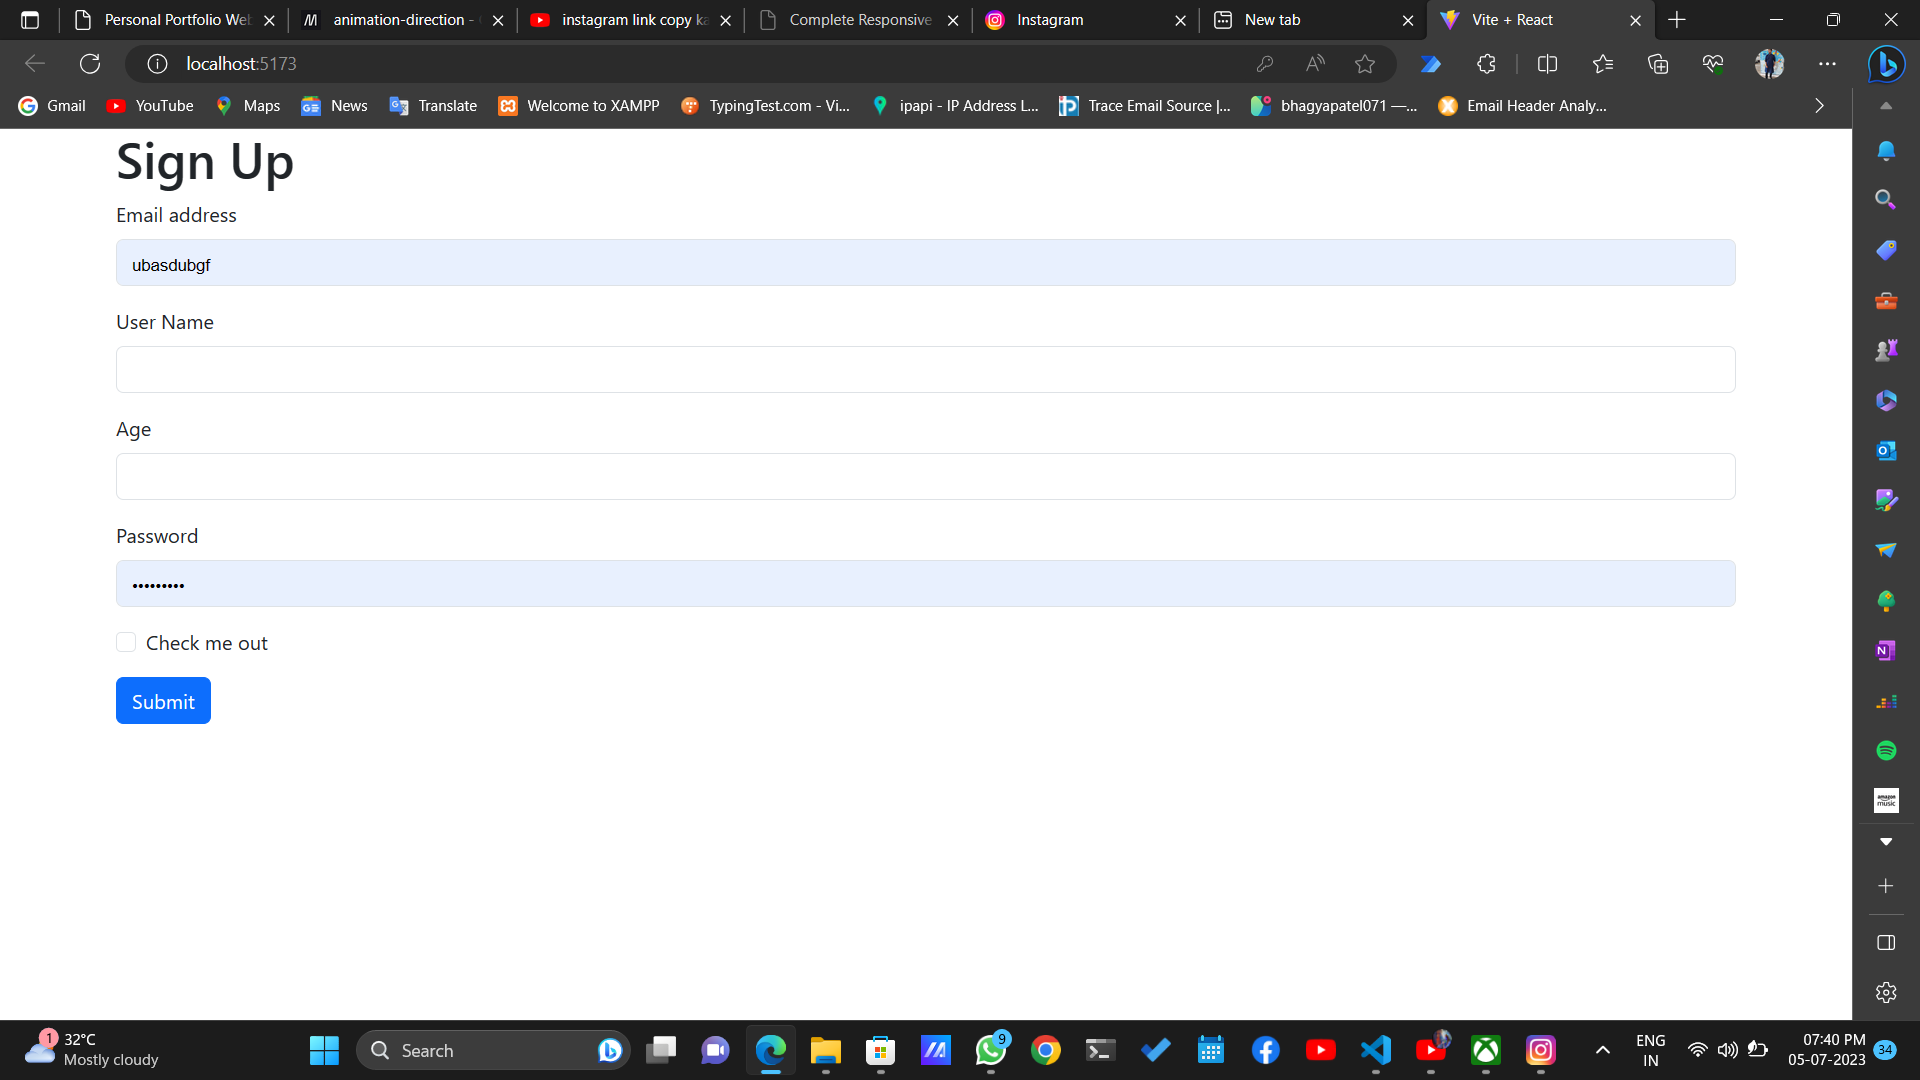 Personal Portfolio Web
animation-direction -
instagram link copy ka
Complete Responsive
Instagram
New tab
Vite + React
localhost:5173
Gmail
YouTube
Maps
News
Translate
Welcome to XAMPP
TypingTest.com - Vi...
ipapi - IP Address L...
Trace Email Source |...
bhagyapatel071 —...
Email Header Analy...
Sign Up
Email address
ubasdubgf
User Name
Age
Password
•••••••••
Check me out
Submit
amazon
music
1
32°C
Mostly cloudy
Search
9
ENG
IN
07:40 PM
05-07-2023
34